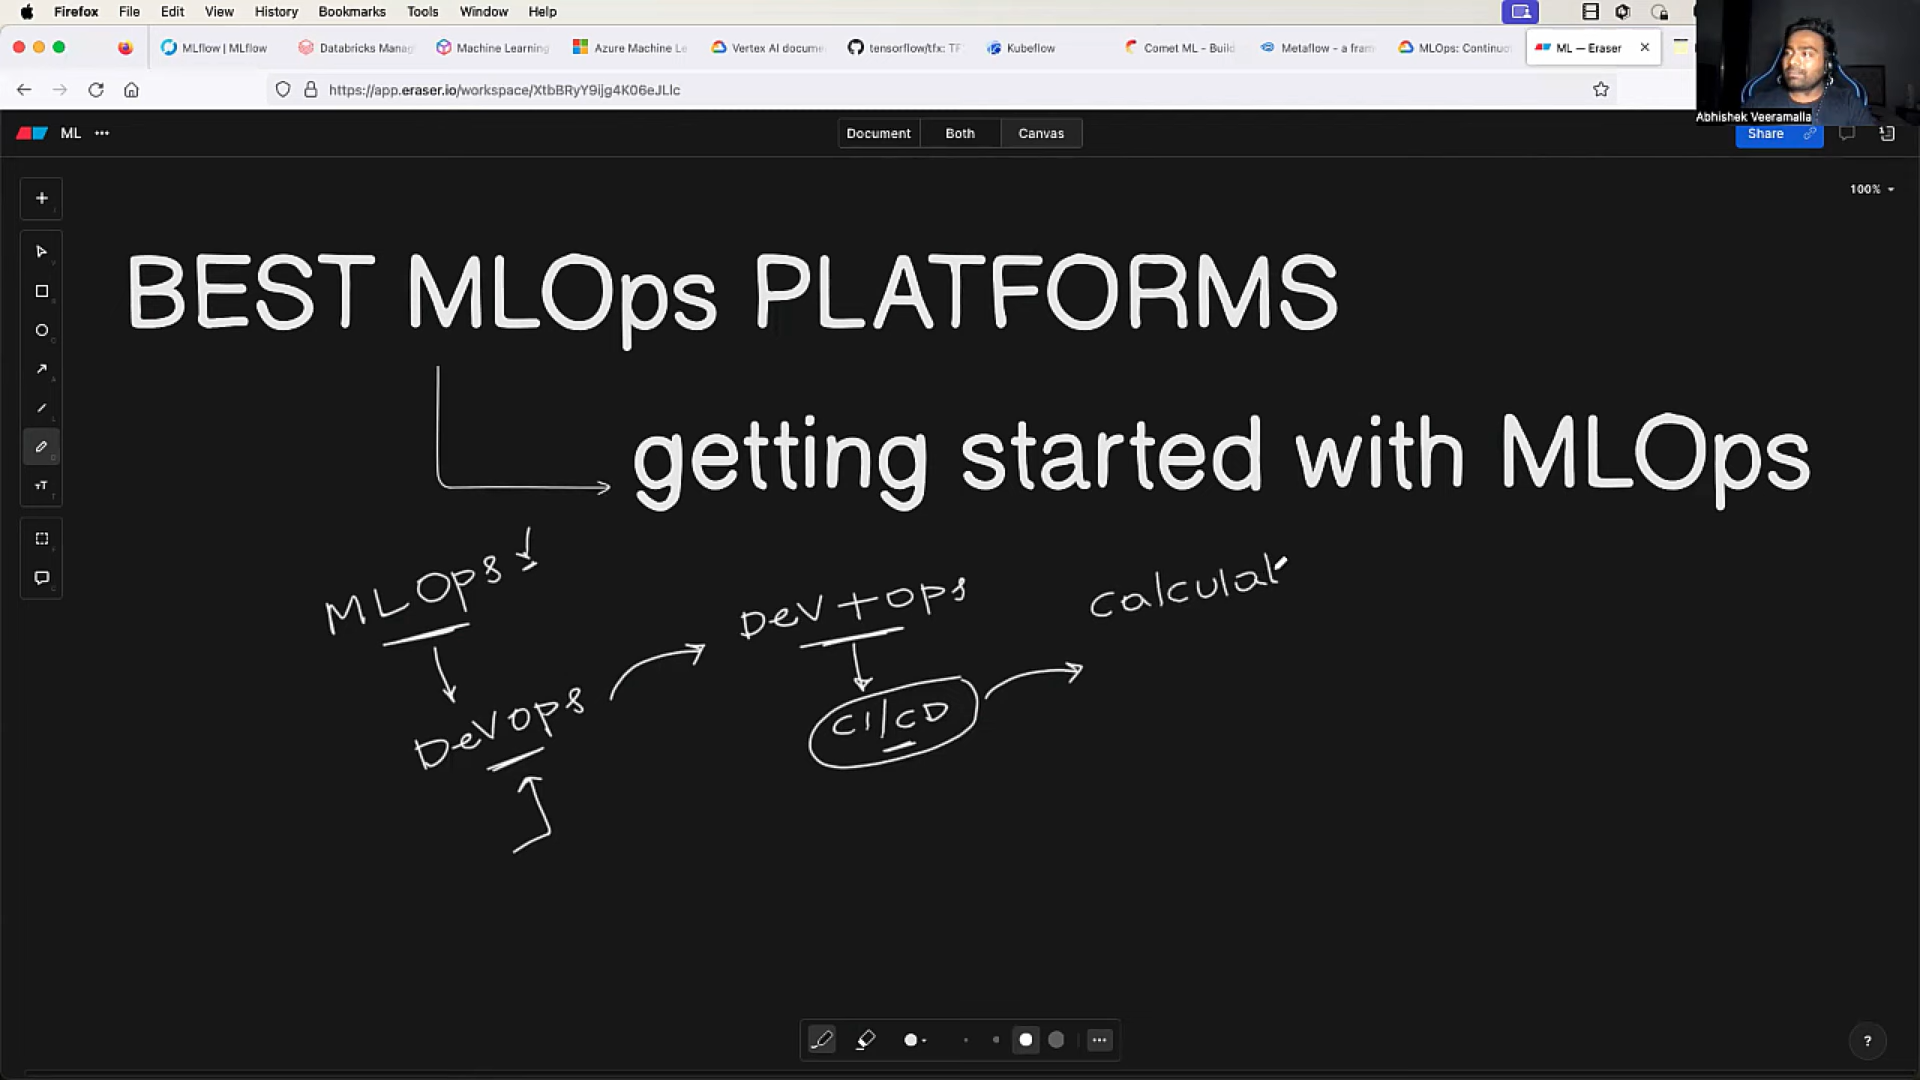 Firefox File Edit View History Bookmarks Tools Window Help
MLflow | MLflow Databricks Mana Machine Learning Azure Machine Le Vertex AI docume tensorflow/tfx: TF Kubeflow Comet ML - Build Metaflow - a fram MLOps: Continuo ML — Eraser
https://app.eraser.io/workspace/XtbBRyY9ijg4K06eJLlc
Abhishek Veeramalla
ML Document Both Canvas Share
100%
BEST MLOps PLATFORMS
getting started with MLOps
MLOps
Dev + Ops
Calculat
DevOps
CI/CD